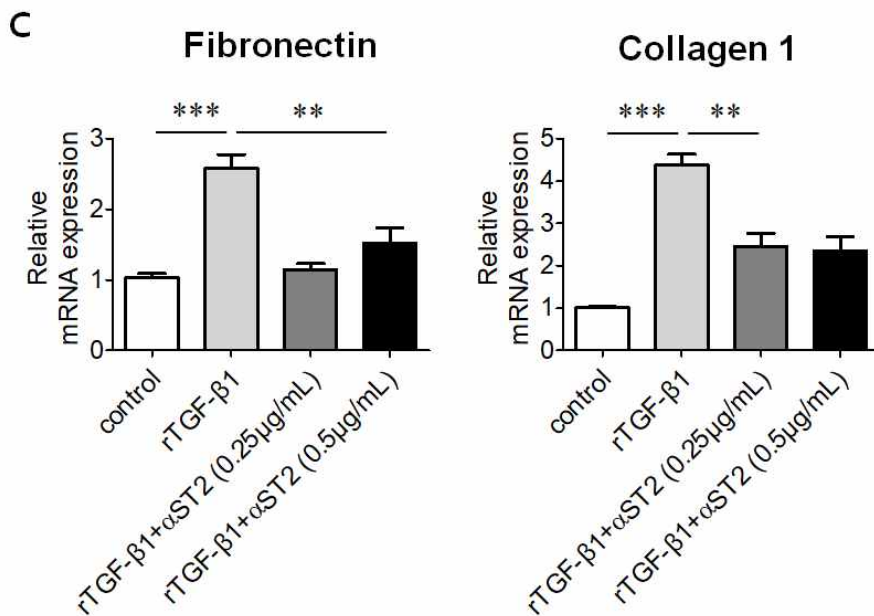 C
Fibronectin
*** **
Relative
mRNA expression
3
2
1
0
control
rTGF-β1
rTGF-β1+αST2 (0.25µg/mL)
rTGF-β1+αST2 (0.5µg/mL)
Collagen 1
*** **
Relative
mRNA expression
5
4
3
2
1
0
control
rTGF-β1
rTGF-β1+αST2 (0.25µg/mL)
rTGF-β1+αST2 (0.5µg/mL)